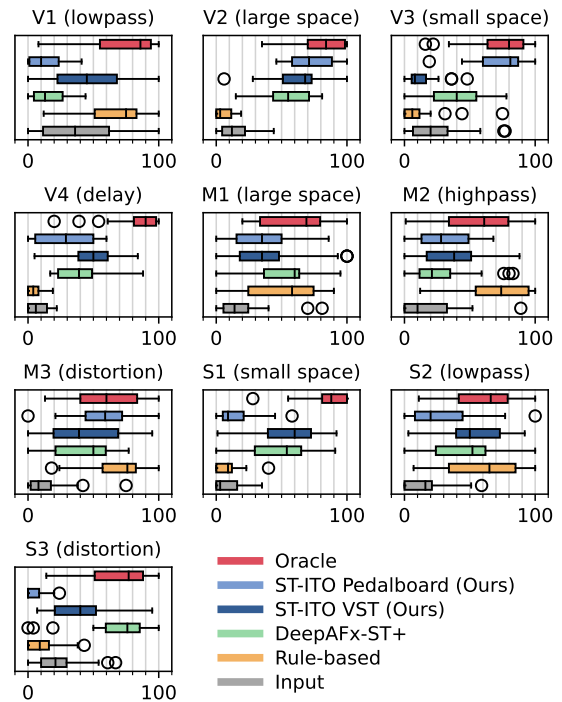 V1 (lowpass)
V2 (large space)
V3 (small space)
0 100
0 100
0 100
V4 (delay)
M1 (large space)
M2 (highpass)
0 100
0 100
0 100
M3 (distortion)
S1 (small space)
S2 (lowpass)
0 100
0 100
0 100
S3 (distortion)
0 100
Oracle
ST-ITO Pedalboard (Ours)
ST-ITO VST (Ours)
DeepAFx-ST+
Rule-based
Input